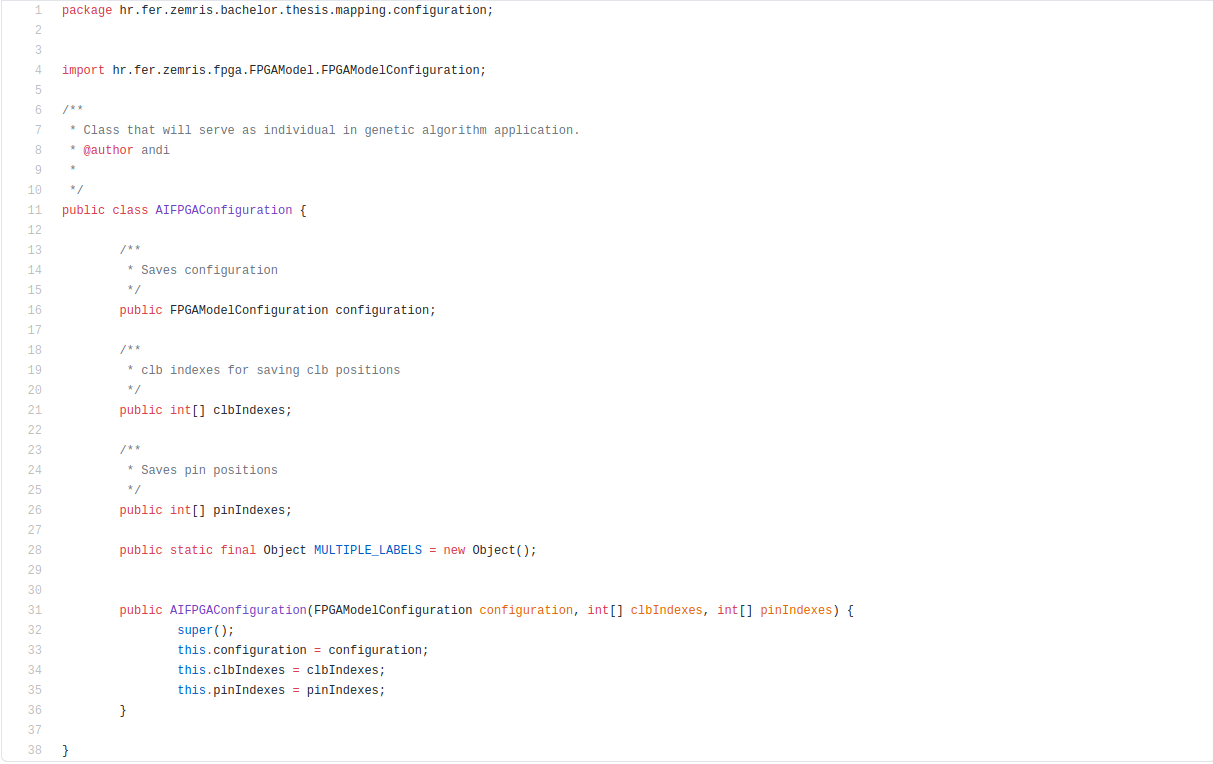 1 package hr.fer.zemris.bachelor.thesis.mapping.configuration;
2
3
4 import hr.fer.zemris.fpga.FPGAModel.FPGAModelConfiguration;
5
6 /**
7  * Class that will serve as individual in genetic algorithm application.
8  * @author andi
9  *
10  */
11 public class AIFPGAConfiguration {
12
13         /**
14          * Saves configuration
15          */
16         public FPGAModelConfiguration configuration;
17
18         /**
19          * clb indexes for saving clb positions
20          */
21         public int[] clbIndexes;
22
23         /**
24          * Saves pin positions
25          */
26         public int[] pinIndexes;
27
28         public static final Object MULTIPLE_LABELS = new Object();
29
30
31         public AIFPGAConfiguration(FPGAModelConfiguration configuration, int[] clbIndexes, int[] pinIndexes) {
32                 super();
33                 this.configuration = configuration;
34                 this.clbIndexes = clbIndexes;
35                 this.pinIndexes = pinIndexes;
36         }
37
38 }